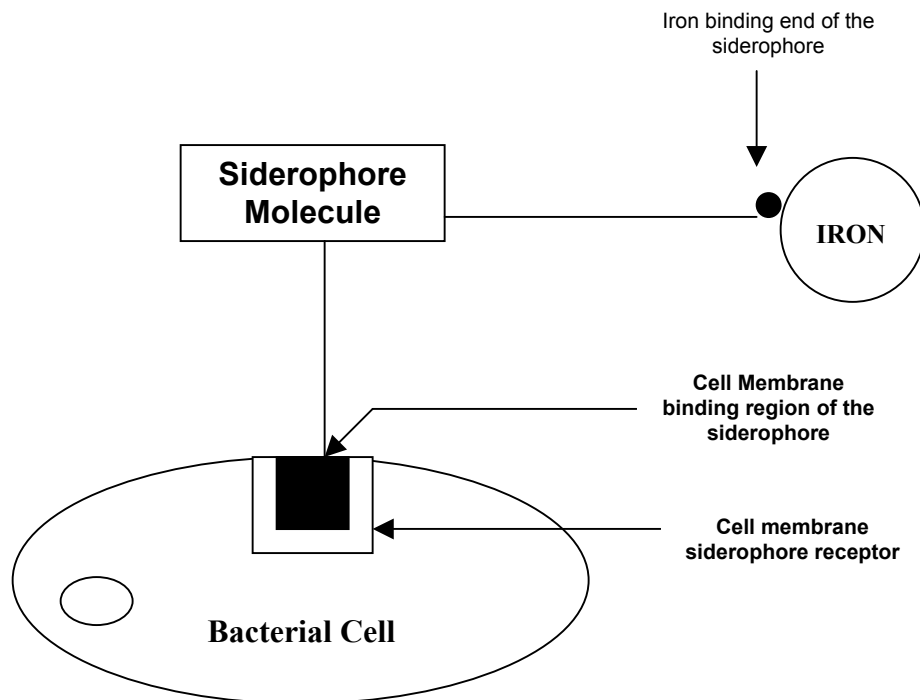 Iron binding end of the
siderophore
Siderophore
Molecule
IRON
Cell Membrane
binding region of the
siderophore
Cell membrane
siderophore receptor
Bacterial Cell